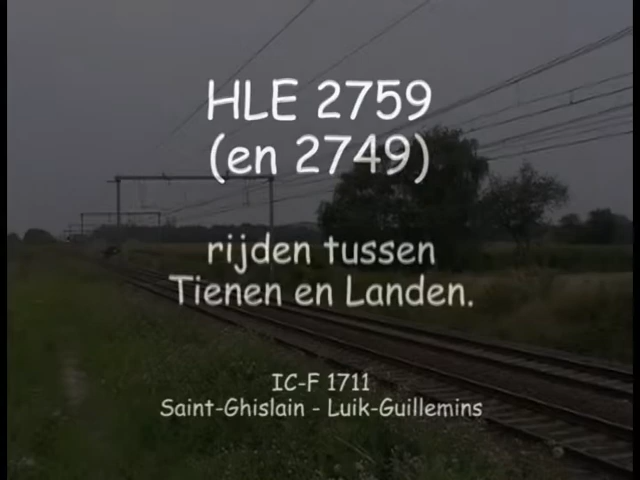 HLE 2759
(en 2749)
rijden tussen
Tienen en Landen.
IC-F 1711
Saint-Ghislain - Luik-Guillemins